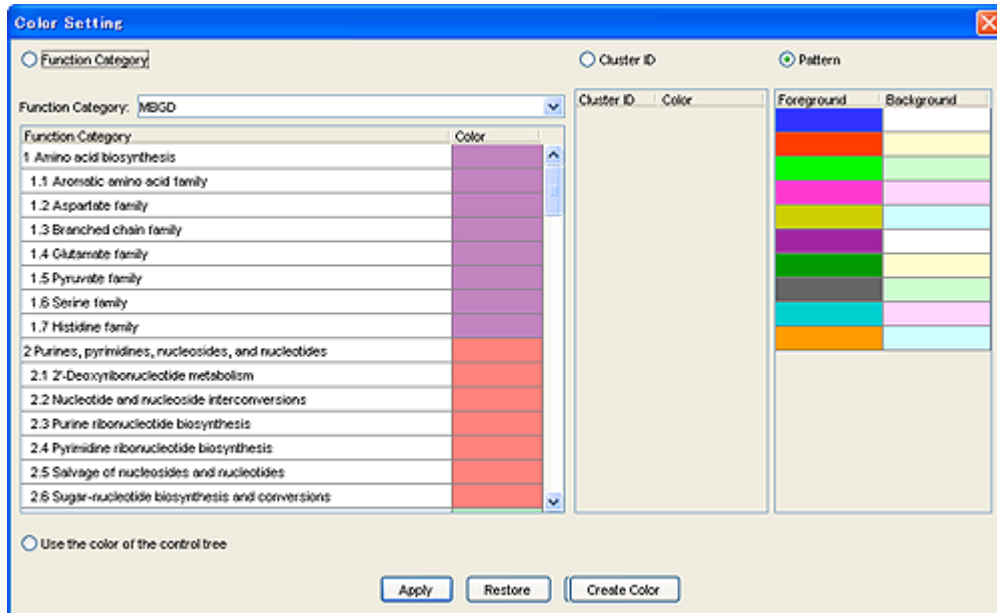 Color Setting
Function Category
Cluster ID
Pattern
Function Category: MBGD
Function Category Color
1 Amino acid biosynthesis
1.1 Aromatic amino acid family
1.2 Aspartate family
1.3 Branched chain family
1.4 Glutamate family
1.5 Pyruvate family
1.6 Serine family
1.7 Histidine family
2 Purines, pyrimidines, nucleosides, and nucleotides
2.1 2'-Deoxyribonucleotide metabolism
2.2 Nucleotide and nucleoside interconversions
2.3 Purine ribonucleotide biosynthesis
2.4 Pyrimidine ribonucleotide biosynthesis
2.5 Salvage of nucleosides and nucleotides
2.6 Sugar-nucleotide biosynthesis and conversions
Cluster ID Color
Foreground Background
Use the color of the control tree
Apply Restore Create Color